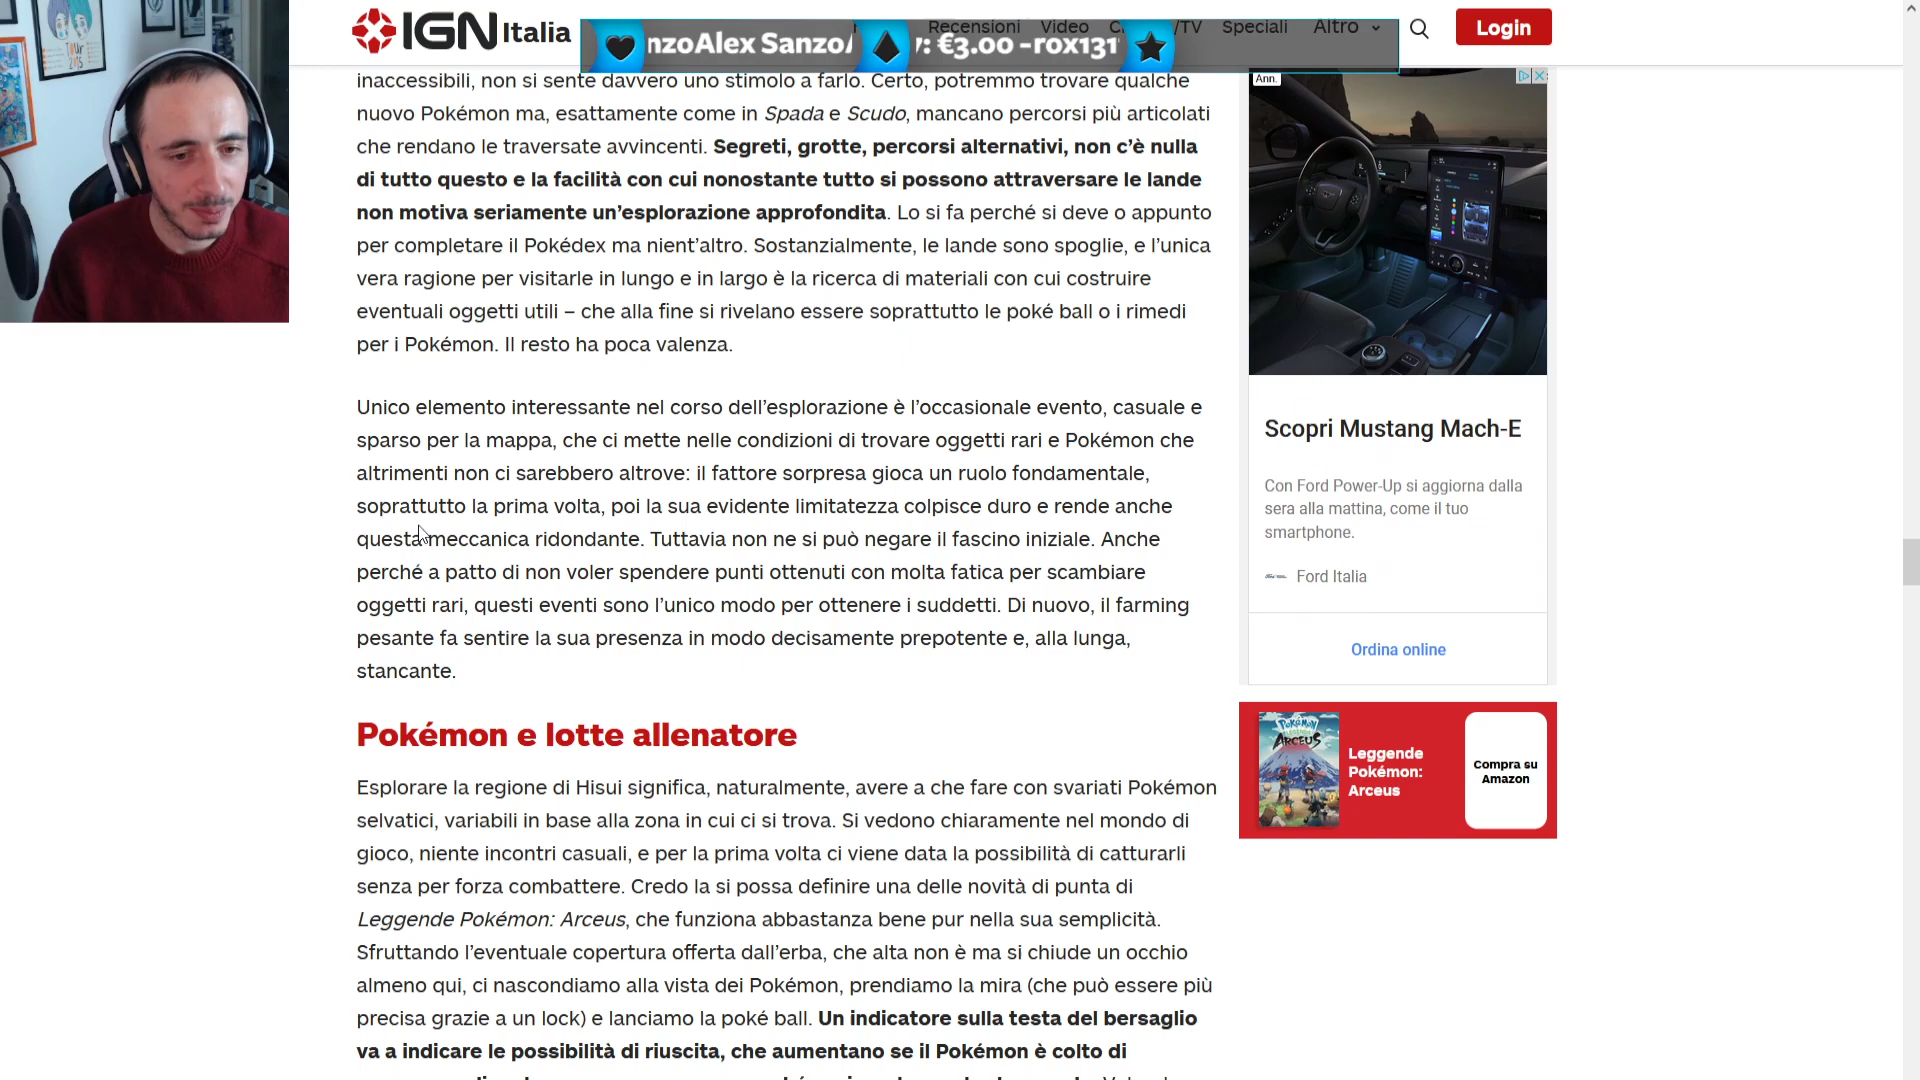 IGN Italia
Recensioni Video /TV Speciali Altro
Login
nzoAlex Sanzo
: €3.00 -rox131
inaccessibili, non si sente davvero uno stimolo a farlo. Certo, potremmo trovare qualche
nuovo Pokémon ma, esattamente come in Spada e Scudo, mancano percorsi più articolati
che rendano le traversate avvincenti. Segreti, grotte, percorsi alternativi, non c’è nulla
di tutto questo e la facilità con cui nonostante tutto si possono attraversare le lande
non motiva seriamente un’esplorazione approfondita. Lo si fa perché si deve o appunto
per completare il Pokédex ma nient’altro. Sostanzialmente, le lande sono spoglie, e l’unica
vera ragione per visitarle in lungo e in largo è la ricerca di materiali con cui costruire
eventuali oggetti utili – che alla fine si rivelano essere soprattutto le poké ball o i rimedi
per i Pokémon. Il resto ha poca valenza.
Unico elemento interessante nel corso dell’esplorazione è l’occasionale evento, casuale e
sparso per la mappa, che ci mette nelle condizioni di trovare oggetti rari e Pokémon che
altrimenti non ci sarebbero altrove: il fattore sorpresa gioca un ruolo fondamentale,
soprattutto la prima volta, poi la sua evidente limitatezza colpisce duro e rende anche
questa meccanica ridondante. Tuttavia non ne si può negare il fascino iniziale. Anche
perché a patto di non voler spendere punti ottenuti con molta fatica per scambiare
oggetti rari, questi eventi sono l’unico modo per ottenere i suddetti. Di nuovo, il farming
pesante fa sentire la sua presenza in modo decisamente prepotente e, alla lunga,
stancante.
Pokémon e lotte allenatore
Esplorare la regione di Hisui significa, naturalmente, avere a che fare con svariati Pokémon
selvatici, variabili in base alla zona in cui ci si trova. Si vedono chiaramente nel mondo di
gioco, niente incontri casuali, e per la prima volta ci viene data la possibilità di catturarli
senza per forza combattere. Credo la si possa definire una delle novità di punta di
Leggende Pokémon: Arceus, che funziona abbastanza bene pur nella sua semplicità.
Sfruttando l’eventuale copertura offerta dall’erba, che alta non è ma si chiude un occhio
almeno qui, ci nascondiamo alla vista dei Pokémon, prendiamo la mira (che può essere più
precisa grazie a un lock) e lanciamo la poké ball. Un indicatore sulla testa del bersaglio
va a indicare le possibilità di riuscita, che aumentano se il Pokémon è colto di
Ann.
Scopri Mustang Mach-E
Con Ford Power-Up si aggiorna dalla
sera alla mattina, come il tuo
smartphone.
Ford Italia
Ordina online
POKÉMON
ARCEUS
Leggende
Pokémon:
Arceus
Compra su
Amazon